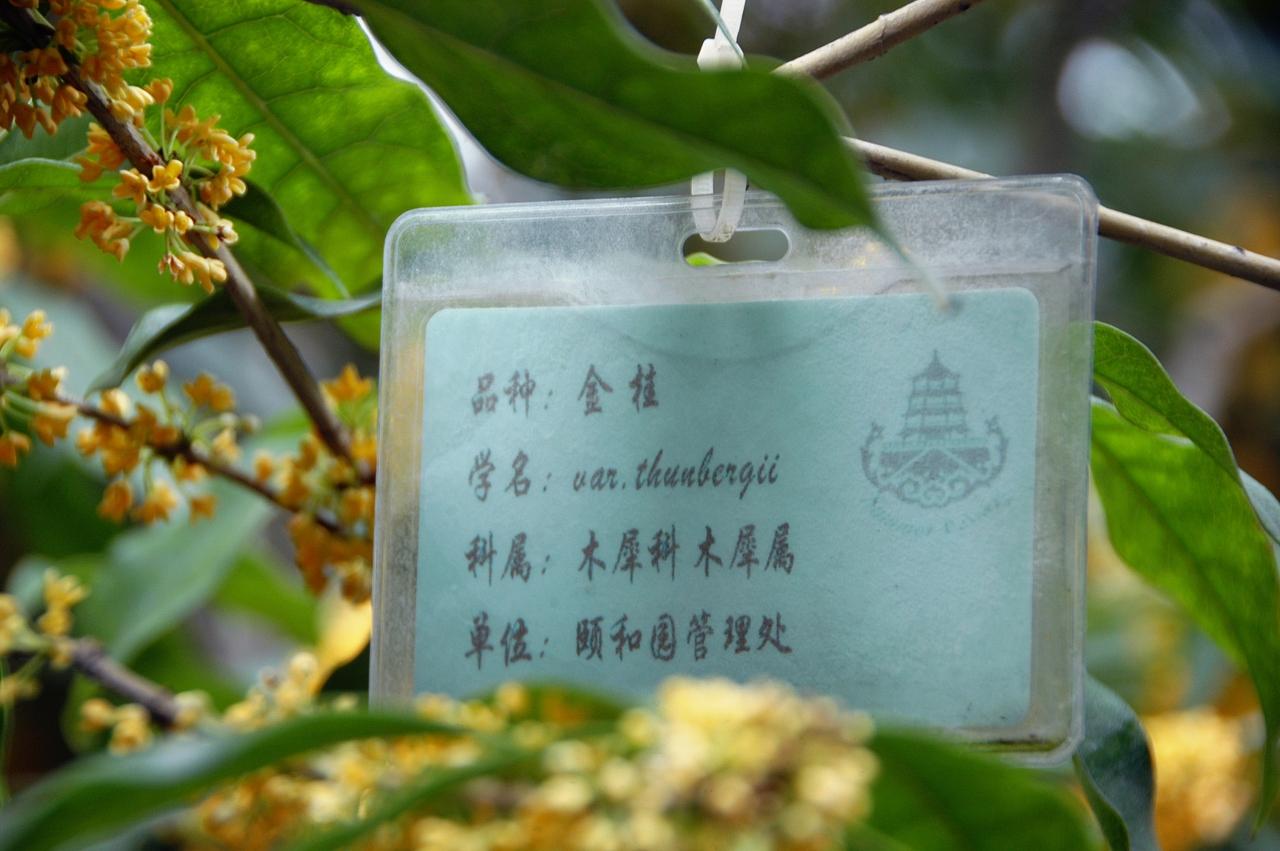 品种：金桂
学名：var.thunbergii
科属：木犀科 木犀属
单位：颐和园管理处